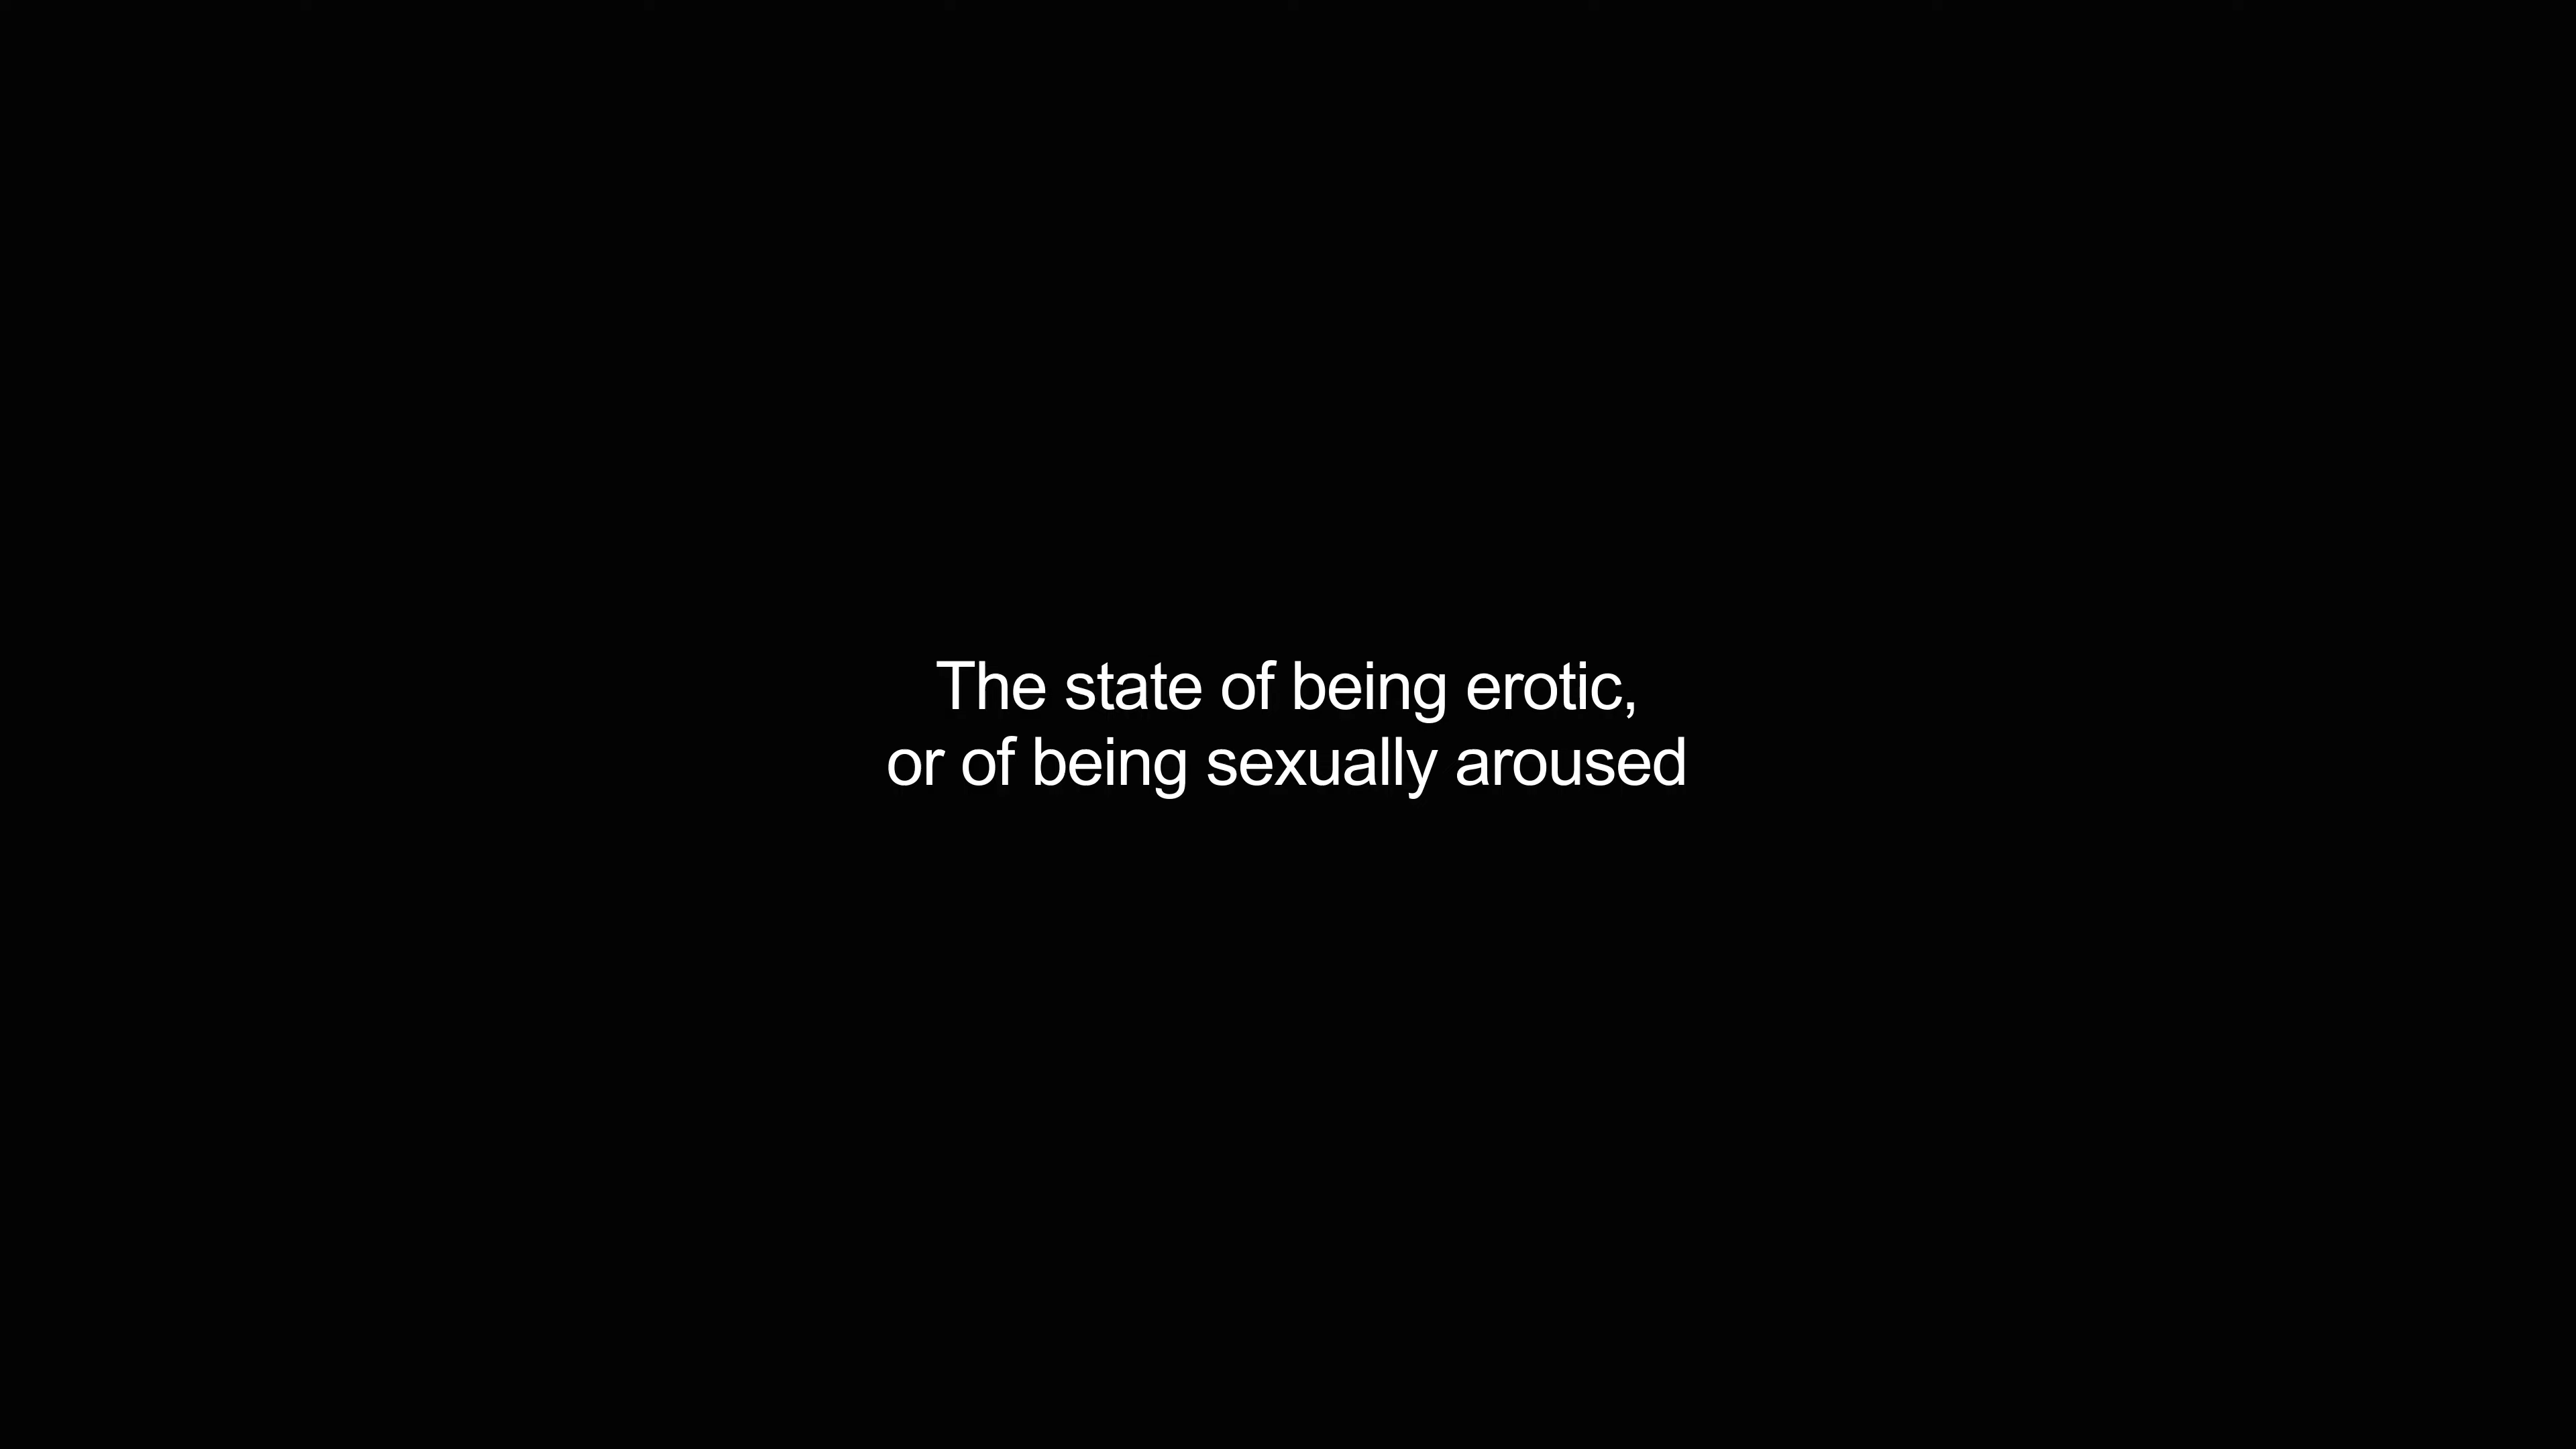 The state of being erotic,
or of being sexually aroused